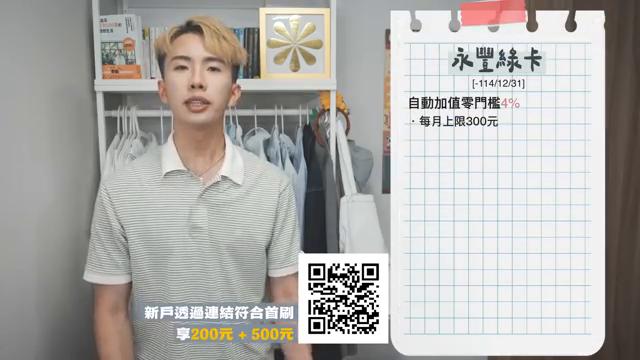 永豐綠卡
[-114/12/31]
自動加值零門檻4%
·每月上限300元
新戶透過連結符合首刷
享200元 + 500元